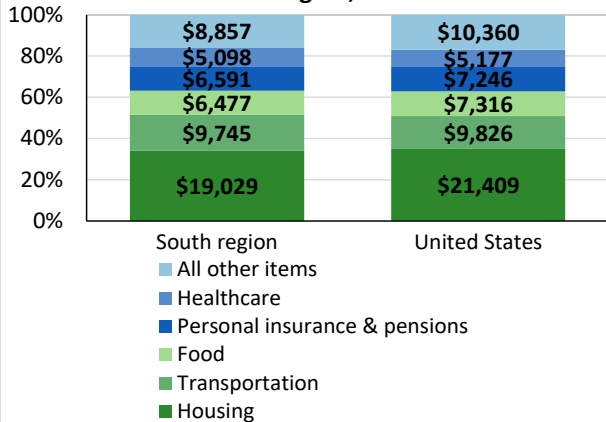 100%
80%
60%
40%
20%
0%
$8,857
$5,098
$6,591
$6,477
$9,745
$19,029
$10,360
$5,177
$7,246
$7,316
$9,826
$21,409
South region
United States
All other items
Healthcare
Personal insurance & pensions
Food
Transportation
Housing